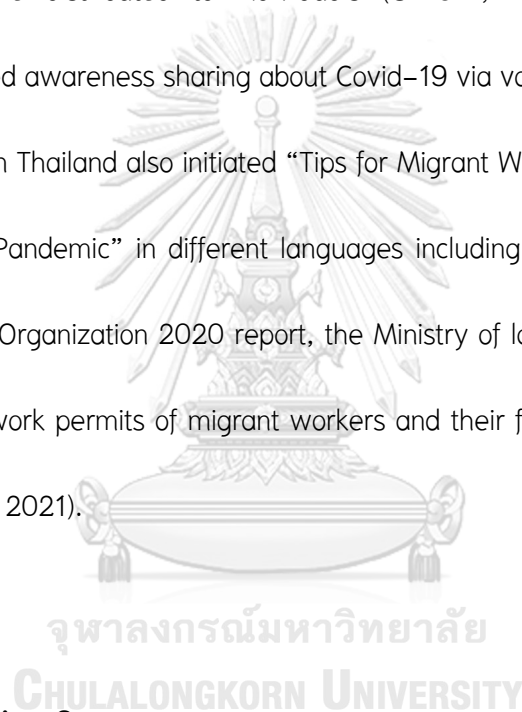 ed awareness sharing about Covid-19 via va
n Thailand also initiated “Tips for Migrant W
Pandemic” in different languages including
Organization 2020 report, the Ministry of la
work permits of migrant workers and their f
2021).
จุฬาลงกรณ์มหาวิทยาลัย
CHULALONGKORN UNIVERSITY